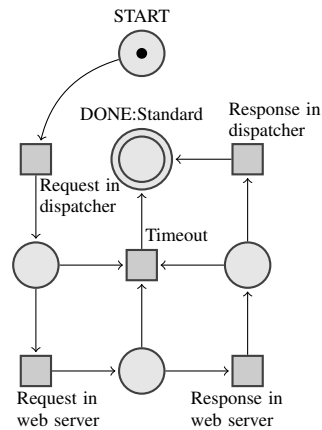 START
DONE:Standard
Response in
dispatcher
Request in
dispatcher
Timeout
Request in
web server
Response in
web server